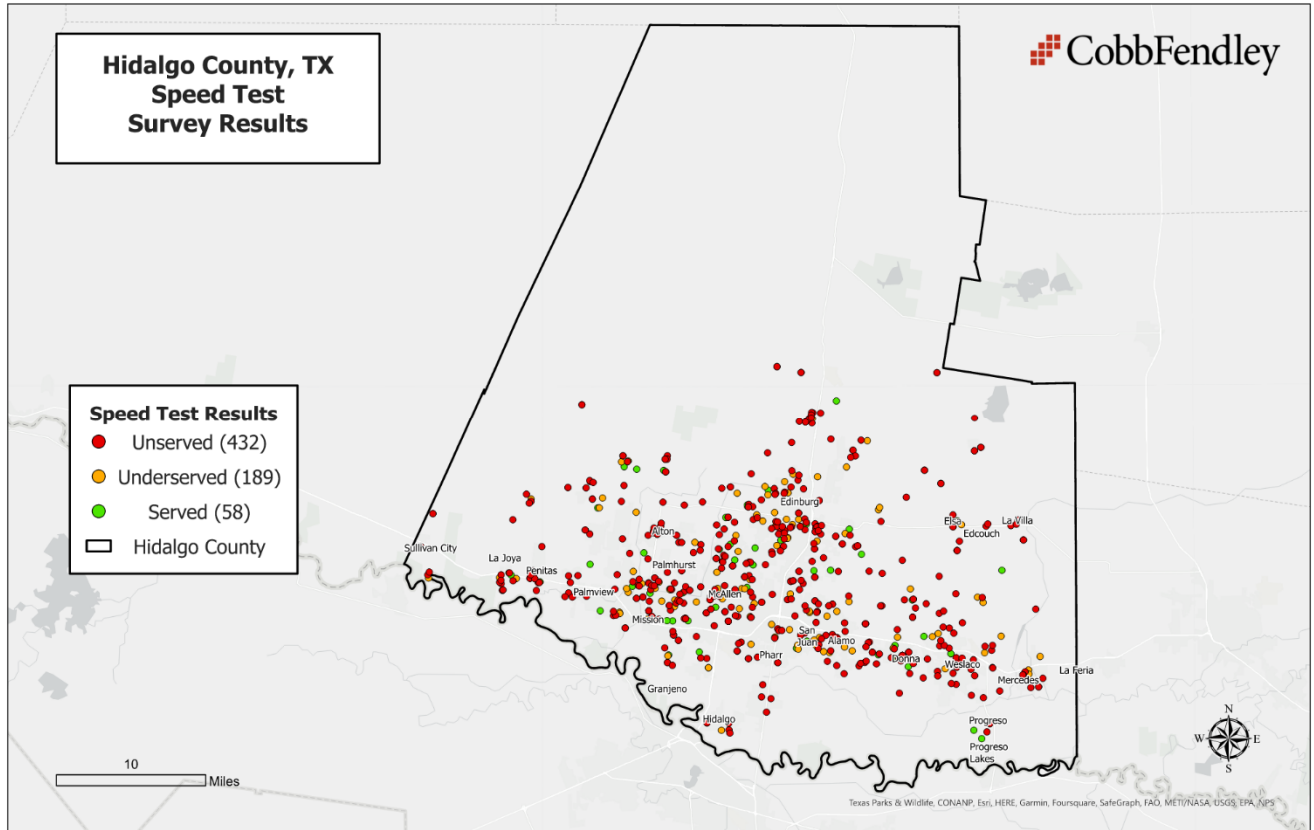 Hidalgo County, TX
Speed Test
Survey Results
CobbFendley
Speed Test Results
Unserved (432)
Underserved (189)
Served (58)
Hidalgo County
Edinburg
Elsa
La Villa
Edcouch
Alton
Sullivan City
La Joya
Penitas
Palmhurst
Palmview
McAllen
Mission
San
Juan
Alamo
Pharr
Donna
Weslaco
La Feria
Mercedes
Granjeno
Hidalgo
Progreso
Progreso
Lakes
N
W
E
S
10
Miles
Texas Parks & Wildlife, CONANP, Esri, HERE, Garmin, Foursquare, SafeGraph, FAO, METI/NASA, USGS, EPA, NPS